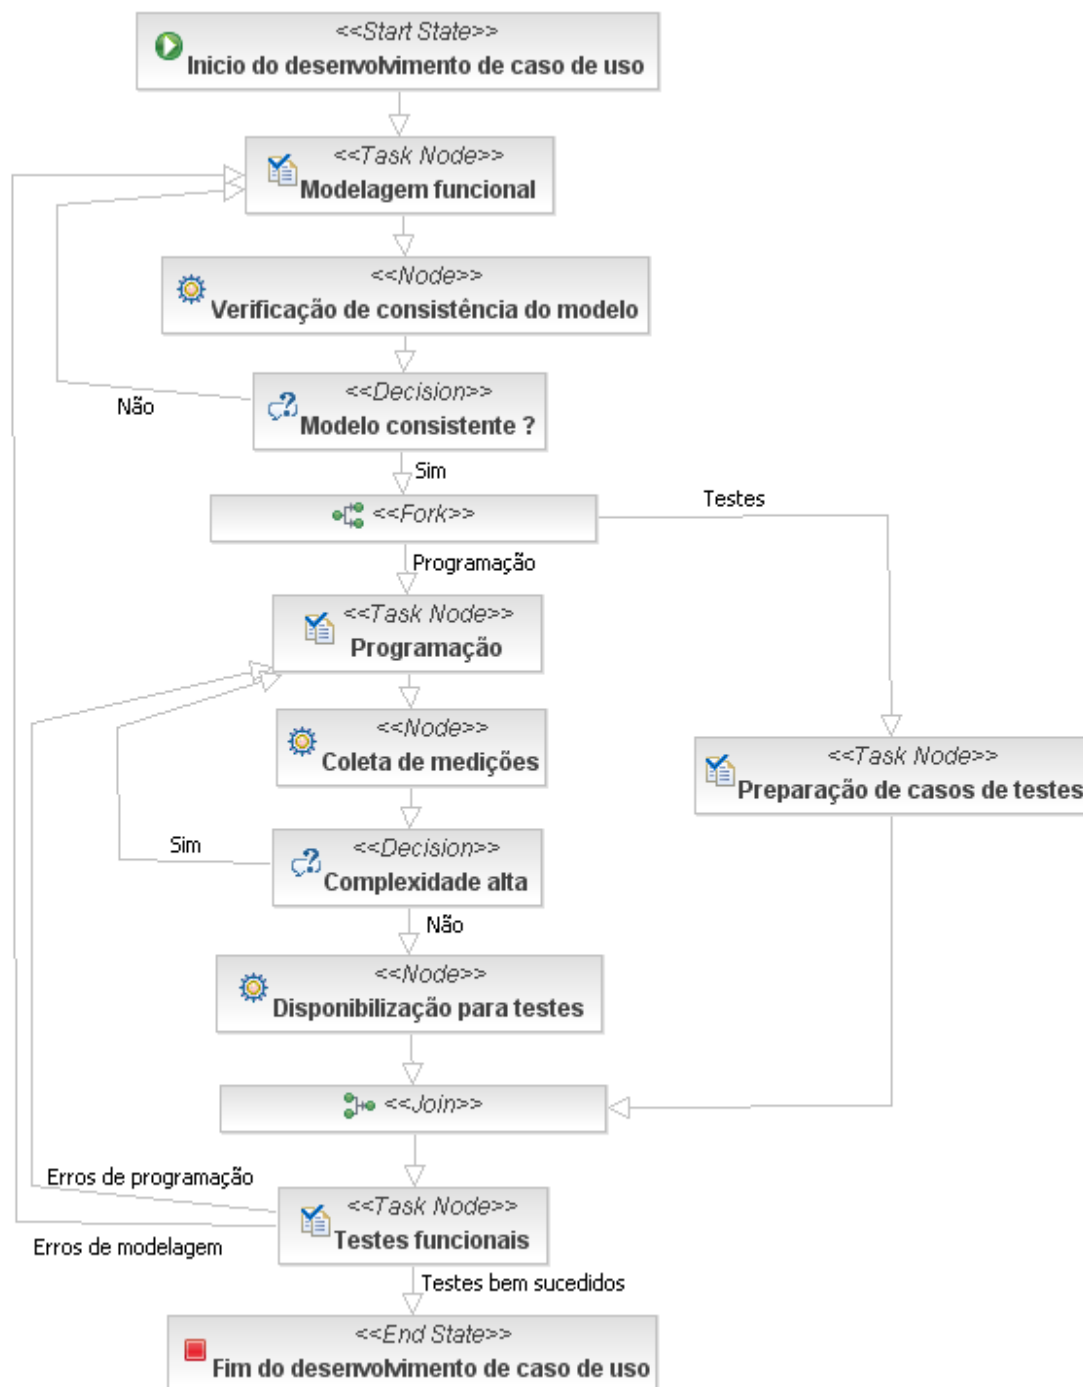 <<Start State>>
Inicio do desenvolvimento de caso de uso
<<Task Node>>
Modelagem funcional
<<Node>>
Verificação de consistência do modelo
<<Decision>>
Modelo consistente ?
Não
Sim
<<Fork>>
Testes
Programação
<<Task Node>>
Programação
<<Node>>
Coleta de medições
<<Task Node>>
Preparação de casos de testes
<<Decision>>
Complexidade alta
Sim
Não
<<Node>>
Disponibilização para testes
<<Join>>
Erros de programação
<<Task Node>>
Testes funcionais
Erros de modelagem
Testes bem sucedidos
<<End State>>
Fim do desenvolvimento de caso de uso